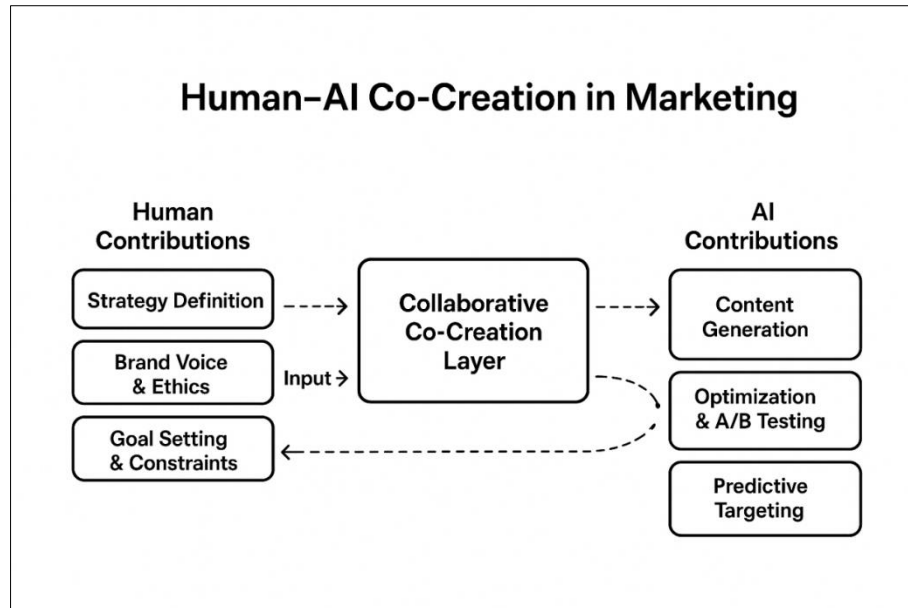 Human–AI Co-Creation in Marketing
Human
Contributions
Strategy Definition
Brand Voice
& Ethics
Goal Setting
& Constraints
Input
Collaborative
Co-Creation
Layer
AI
Contributions
Content
Generation
Optimization
& A/B Testing
Predictive
Targeting